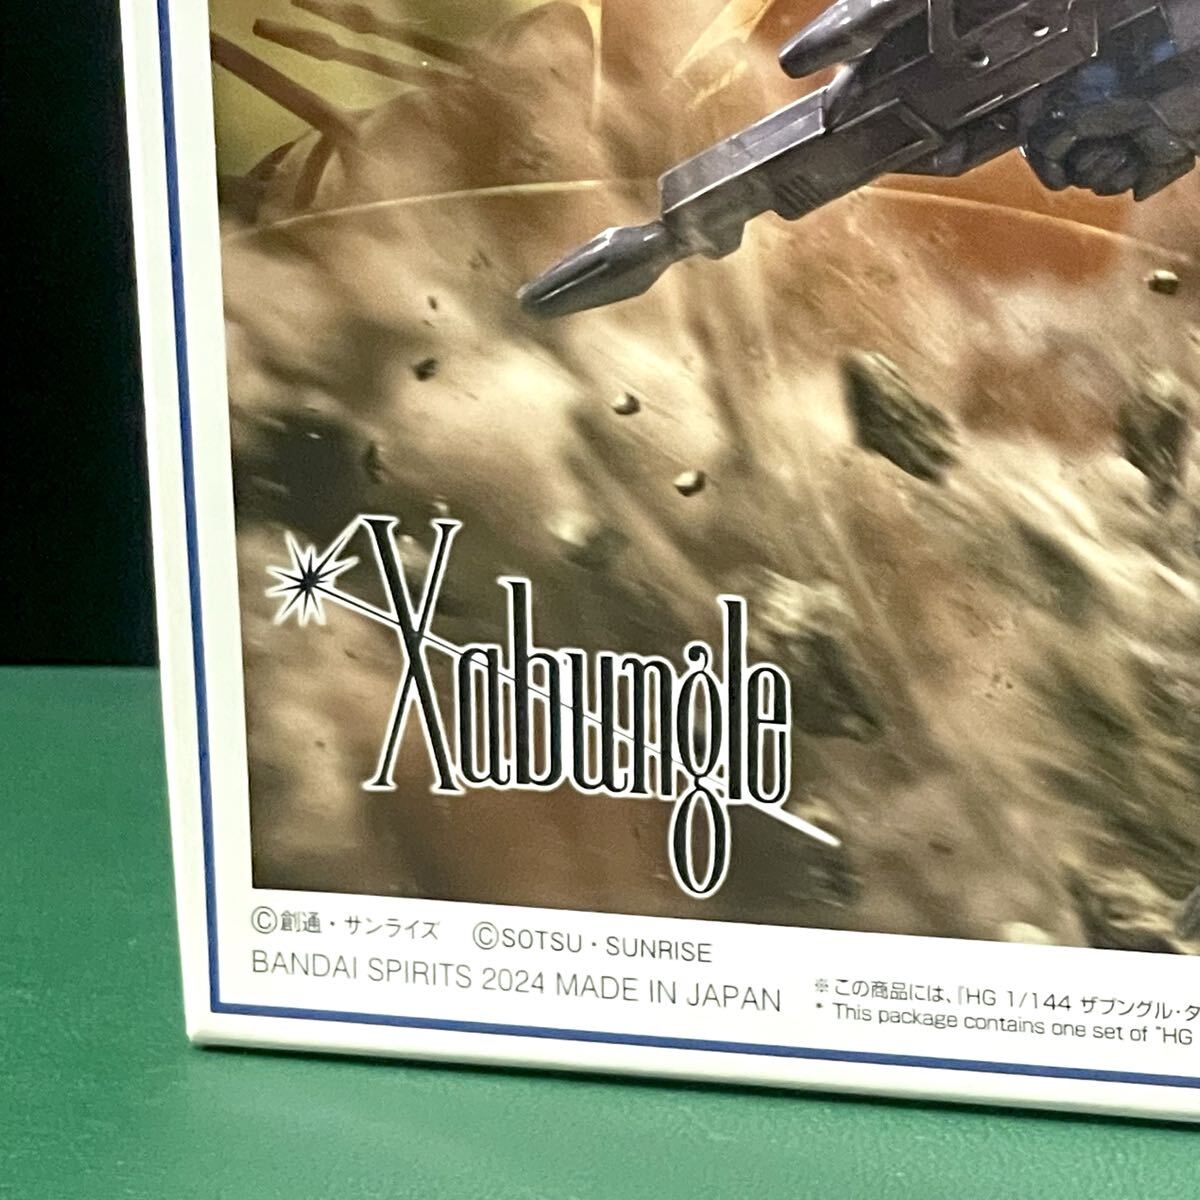 Xabungle
©創通・サンライズ ©SOTSU・SUNRISE
BANDAI SPIRITS 2024 MADE IN JAPAN
※この商品には、『HG 1/144 ザブングル・タ
* This package contains one set of "HG